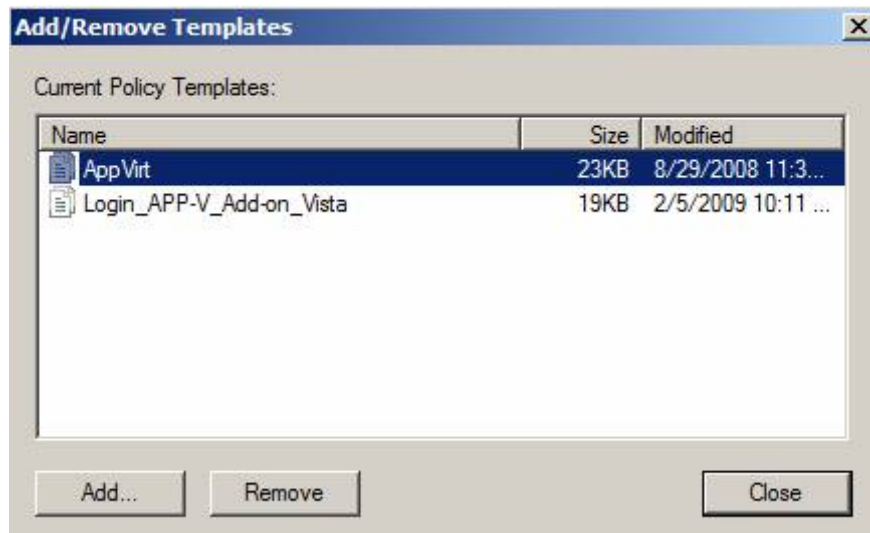 Add/Remove Templates
Current Policy Templates:
Name Size Modified
AppVirt 23KB 8/29/2008 11:3...
Login_APP-V_Add-on_Vista 19KB 2/5/2009 10:11 ...
Add... Remove Close